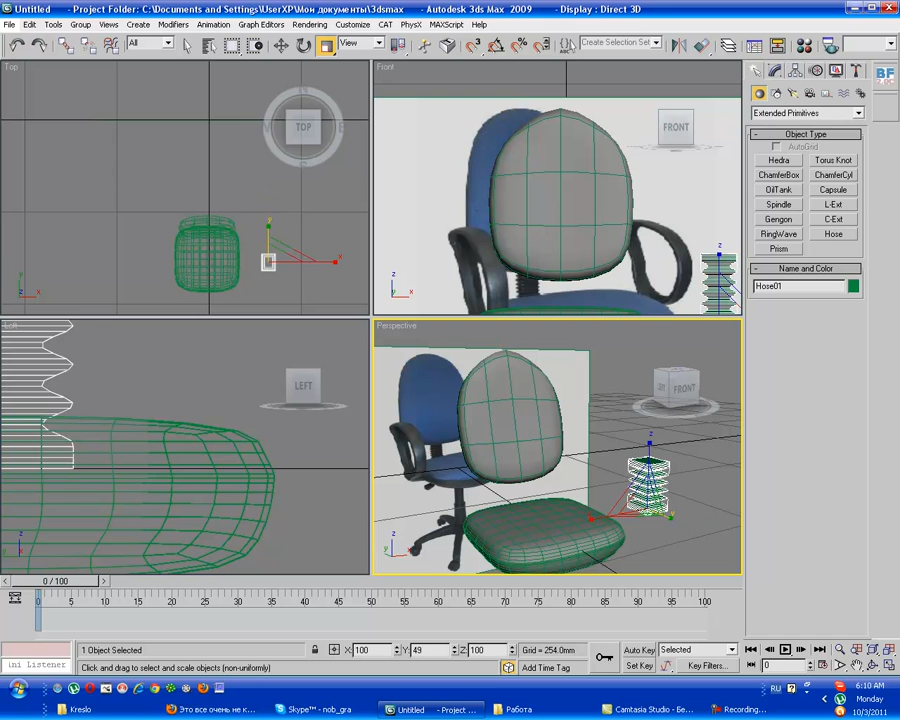 Untitled - Project Folder: C:\Documents and Settings\UserXP\Мои документы\3dsmax - Autodesk 3ds Max 2009 - Display : Direct 3D
File Edit Tools Group Views Create Modifiers Animation Graph Editors Rendering Customize CAT PhysX MAXScript Help
All View Create Selection Set
Top
TOP
Front
FRONT
BF
Extended Primitives
- Object Type
AutoGrid
Hedra Torus Knot
ChamferBox ChamferCyl
OilTank Capsule
Spindle L-Ext
Gengon C-Ext
RingWave Hose
Prism
- Name and Color
Hose01
Left
LEFT
Perspective
FRONT
0 / 100
0 5 10 15 20 25 30 35 40 45 50 55 60 65 70 75 80 85 90 95 100
1 Object Selected X: 100 Y: 49 Z: 100 Grid = 254.0mm Auto Key Selected
ini Listener Click and drag to select and scale objects (non-uniformly) Add Time Tag Set Key Key Filters... 0
RU 6:10 AM
Monday
10/3/2011
Kreslo Это все очень не к... Skype™ - nob_gra Untitled - Project ... Работа Camtasia Studio - Без... Recording...